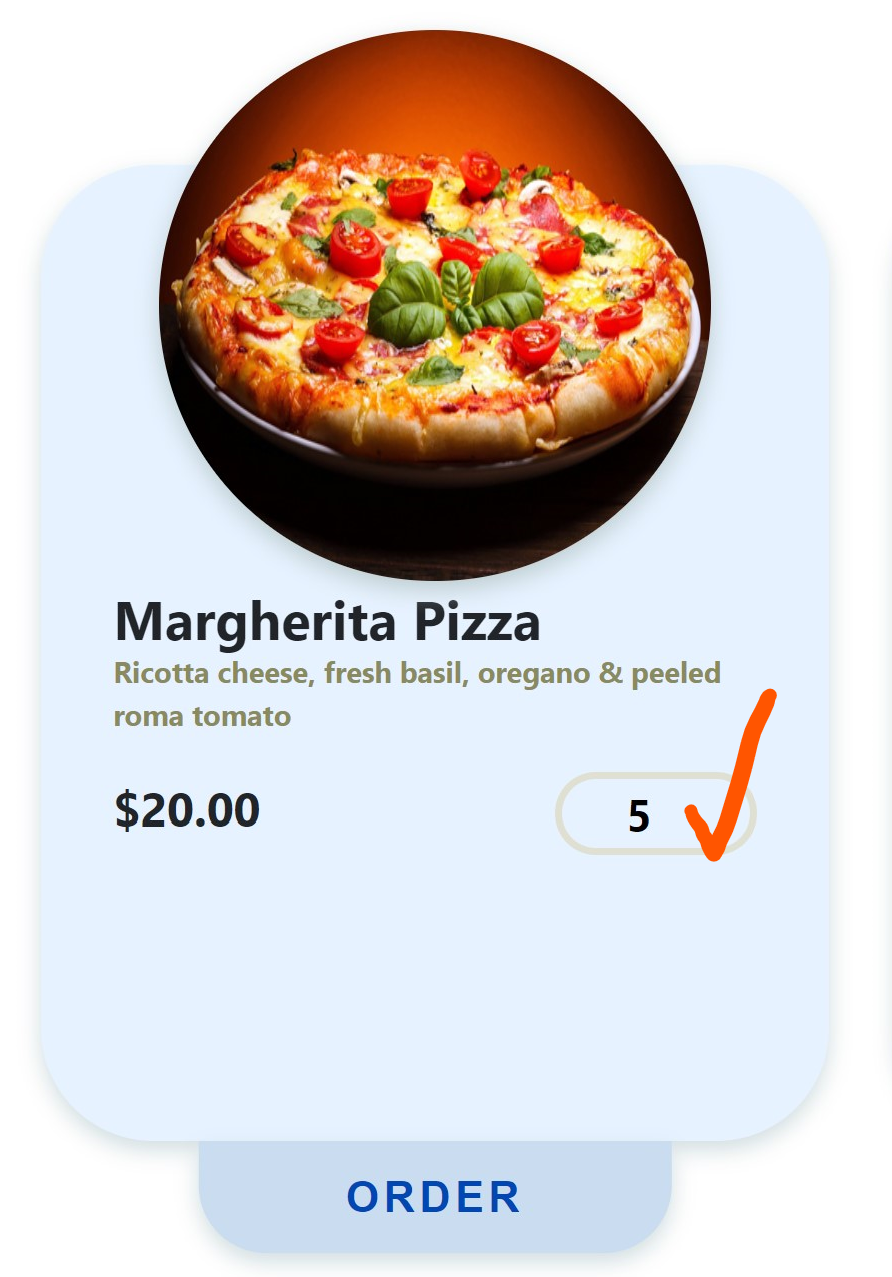 Margherita Pizza
Ricotta cheese, fresh basil, oregano & peeled
roma tomato
$20.00
5
ORDER